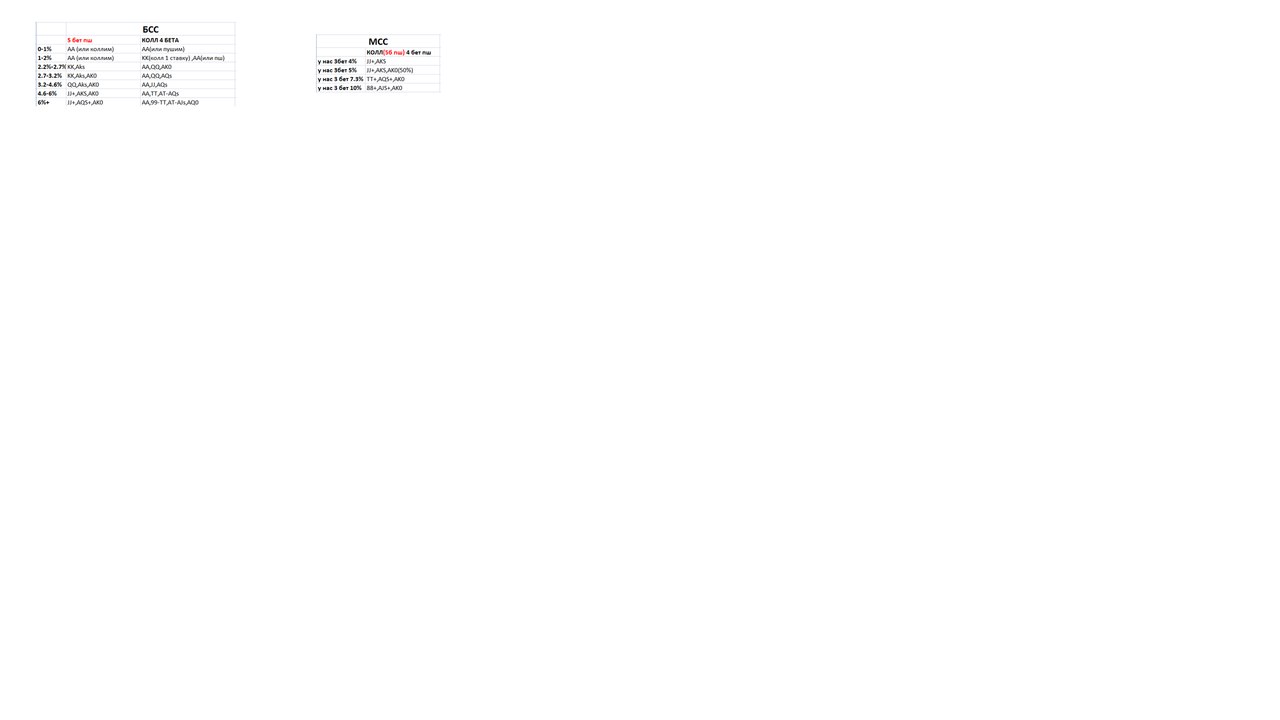 БСС
5 бет пш КОЛЛ 4 БЕТА
0-1% AA (или коллим) AA(или пушим)
1-2% AA (или коллим) KK(колл 1 ставку) ,AA(или пш)
2.2%-2.7% KK,Aks AA,QQ,AK0
2.7-3.2% KK,Aks,AK0 AA,QQ,AQs
3.2-4.6% QQ,Aks,AK0 AA,JJ,AQs
4.6-6% JJ+,AKS,AK0 AA,TT,AT-AQs
6%+ JJ+,AQS+,AK0 AA,99-TT,AT-AJs,AQ0
МСС
КОЛЛ(5б пш) 4 бет пш
у нас 3бет 4% JJ+,AKS
у нас 3бет 5% JJ+,AKS,AK0(50%)
у нас 3 бет 7.3% TT+,AQS+,AK0
у нас 3 бет 10% 88+,AJS+,AK0